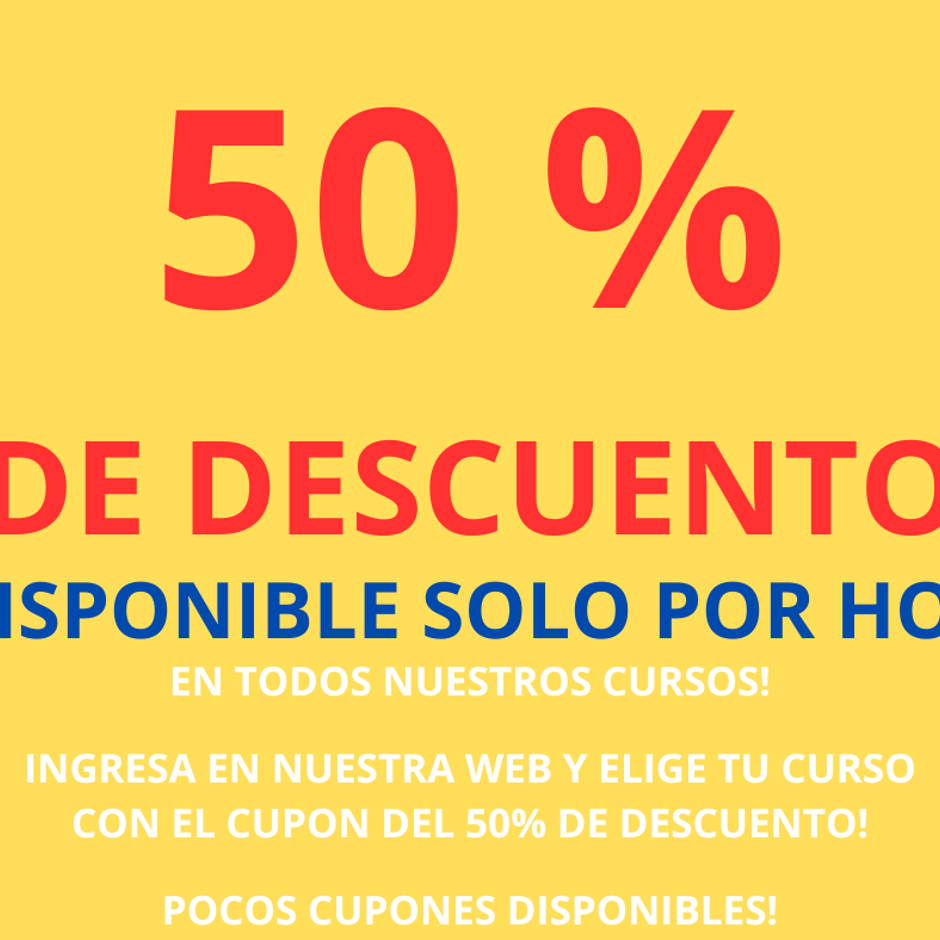 50 %
DE DESCUENTO
ISPONIBLE SOLO POR HO
EN TODOS NUESTROS CURSOS!
INGRESA EN NUESTRA WEB Y ELIGE TU CURSO
CON EL CUPON DEL 50% DE DESCUENTO!
POCOS CUPONES DISPONIBLES!